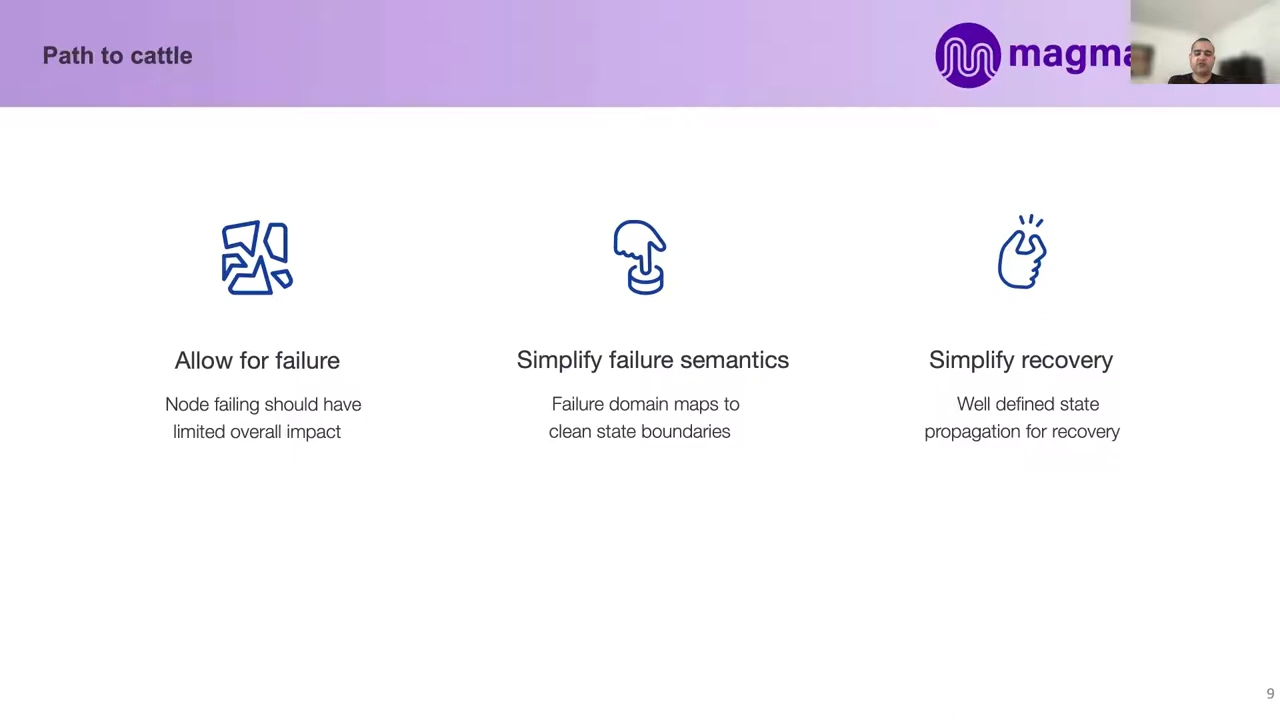 Path to cattle
magma
Allow for failure
Node failing should have
limited overall impact
Simplify failure semantics
Failure domain maps to
clean state boundaries
Simplify recovery
Well defined state
propagation for recovery
9